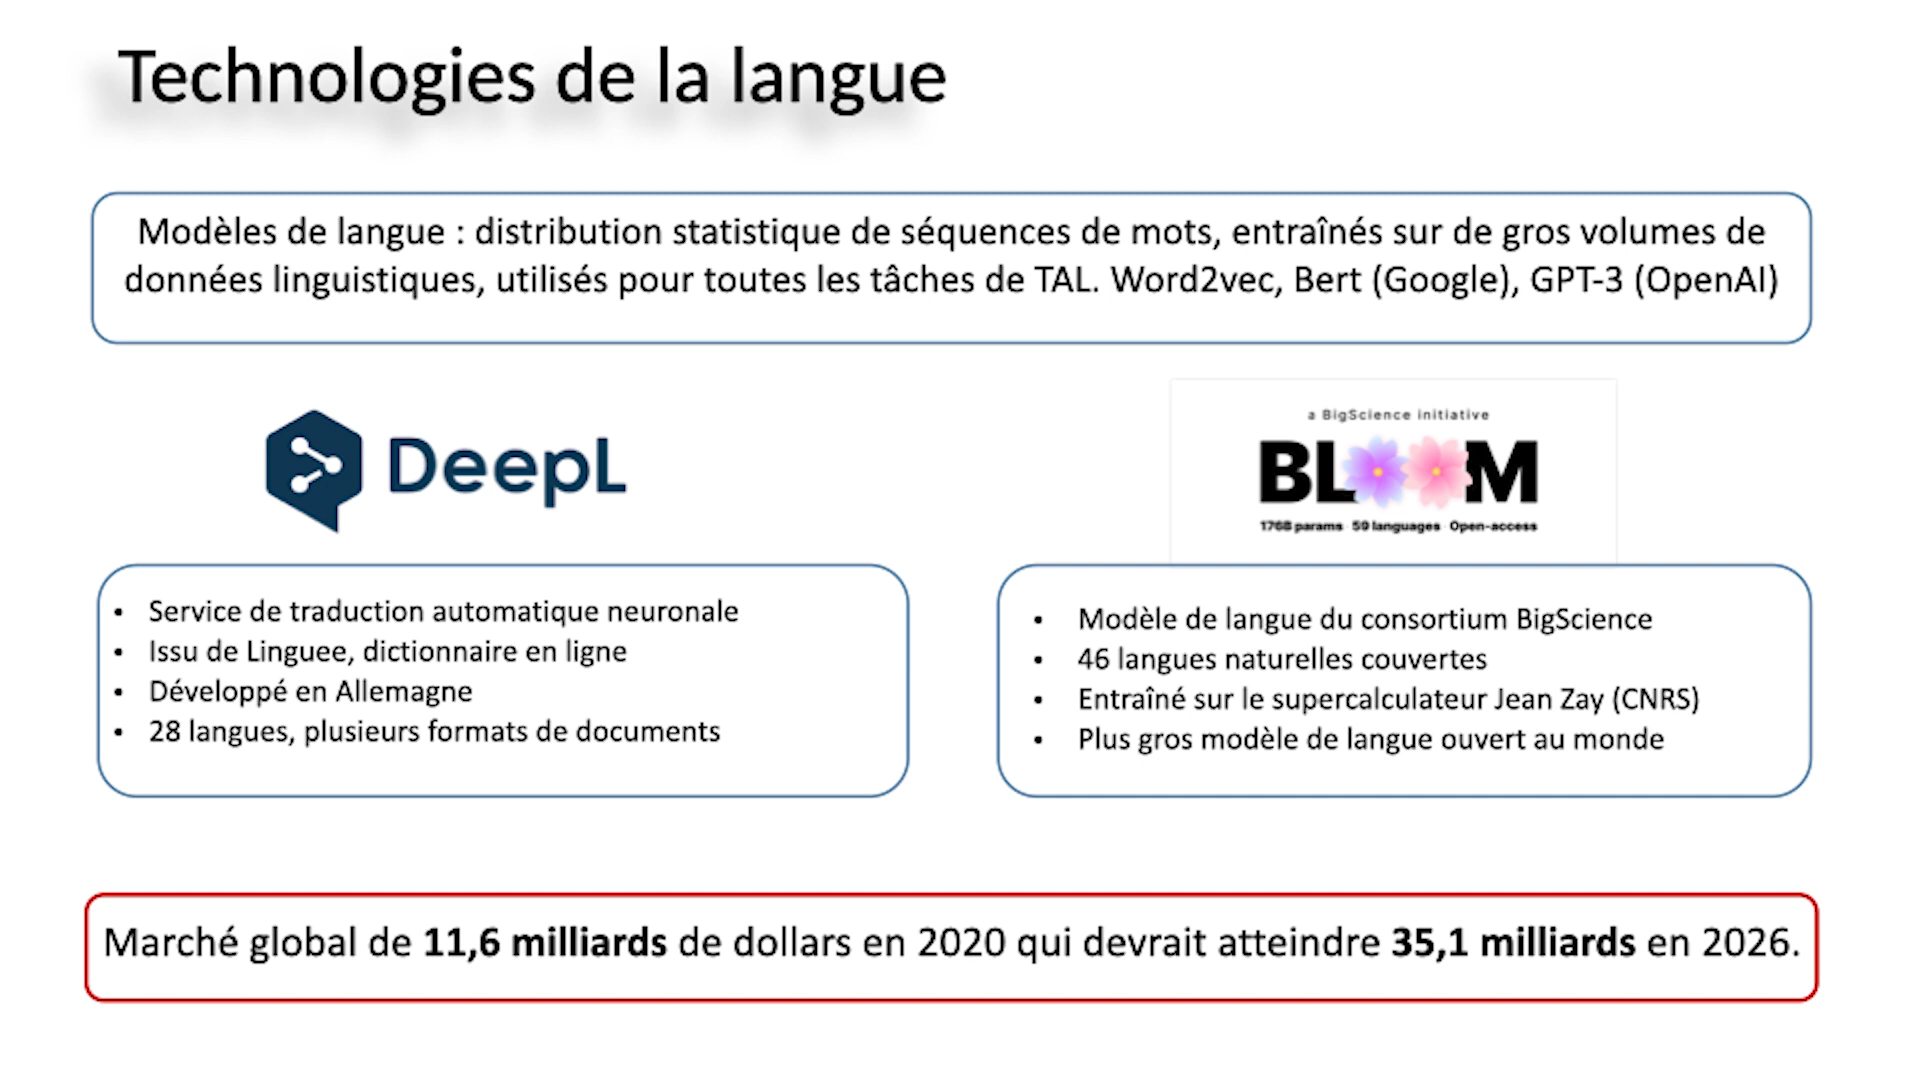 Technologies de la langue
Modèles de langue : distribution statistique de séquences de mots, entraînés sur de gros volumes de
données linguistiques, utilisés pour toutes les tâches de TAL. Word2vec, Bert (Google), GPT-3 (OpenAI)
DeepL
• Service de traduction automatique neuronale
• Issu de Linguee, dictionnaire en ligne
• Développé en Allemagne
• 28 langues, plusieurs formats de documents
a BigScience initiative
BLOOM
176B params 59 languages Open-access
• Modèle de langue du consortium BigScience
• 46 langues naturelles couvertes
• Entraîné sur le supercalculateur Jean Zay (CNRS)
• Plus gros modèle de langue ouvert au monde
Marché global de 11,6 milliards de dollars en 2020 qui devrait atteindre 35,1 milliards en 2026.